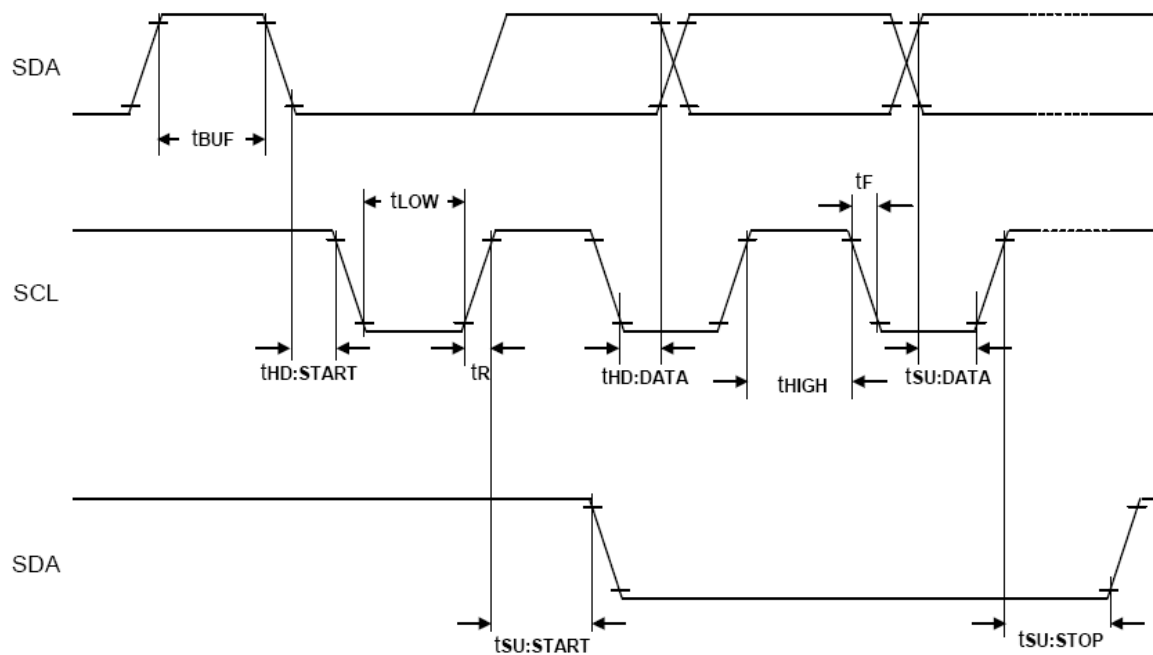 SDA
tBUF
tF
tLOW
SCL
tHD:START
tR
tHD:DATA
tHIGH
tSU:DATA
SDA
tSU:START
tSU:STOP